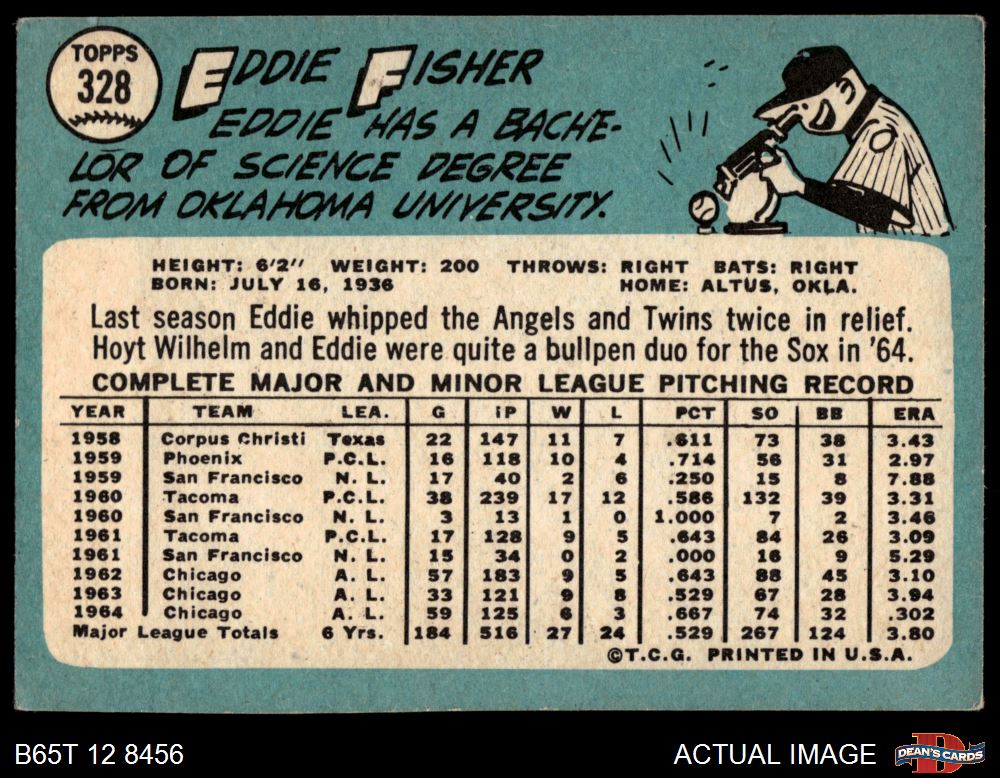 TOPPS
328
EDDIE FISHER
EDDIE HAS A BACHE-
LOR OF SCIENCE DEGREE
FROM OKLAHOMA UNIVERSITY.
HEIGHT: 6'2" WEIGHT: 200 THROWS: RIGHT BATS: RIGHT
BORN: JULY 16, 1936 HOME: ALTUS, OKLA.
Last season Eddie whipped the Angels and Twins twice in relief.
Hoyt Wilhelm and Eddie were quite a bullpen duo for the Sox in '64.
COMPLETE MAJOR AND MINOR LEAGUE PITCHING RECORD
YEAR TEAM LEA. G IP W L PCT SO BB ERA
1958 Corpus Christi Texas 22 147 11 7 .611 73 38 3.43
1959 Phoenix P.C.L. 16 118 10 4 .714 56 31 2.97
1959 San Francisco N. L. 17 40 2 6 .250 15 8 7.88
1960 Tacoma P.C.L. 38 239 17 12 .586 132 39 3.31
1960 San Francisco N. L. 3 13 1 0 1.000 7 2 3.46
1961 Tacoma P.C.L. 17 128 9 5 .643 84 26 3.09
1961 San Francisco N. L. 15 34 0 2 .000 16 9 5.29
1962 Chicago A. L. 57 183 9 5 .643 88 45 3.10
1963 Chicago A. L. 33 121 9 8 .529 67 28 3.94
1964 Chicago A. L. 59 125 6 3 .667 74 32 .302
Major League Totals 6 Yrs. 184 516 27 24 .529 267 124 3.80
©T.C.G. PRINTED IN U.S.A.
B65T 12 8456 ACTUAL IMAGE DEAN'S CARDS